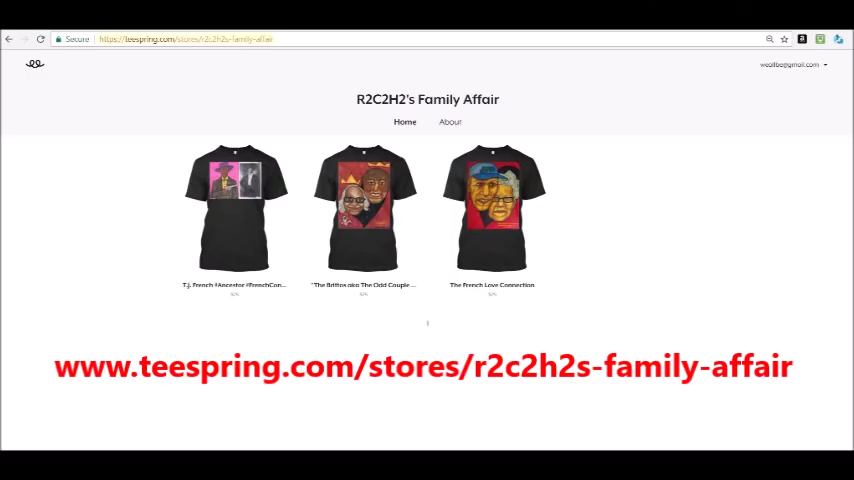 Secure https://teespring.com/stores/r2c2h2s-family-affair
weallbe@gmail.com
R2C2H2's Family Affair
Home About
T.J. French #Ancestor #FrenchCon...
"The Brittos aka The Odd Couple ...
The French Love Connection
www.teespring.com/stores/r2c2h2s-family-affair